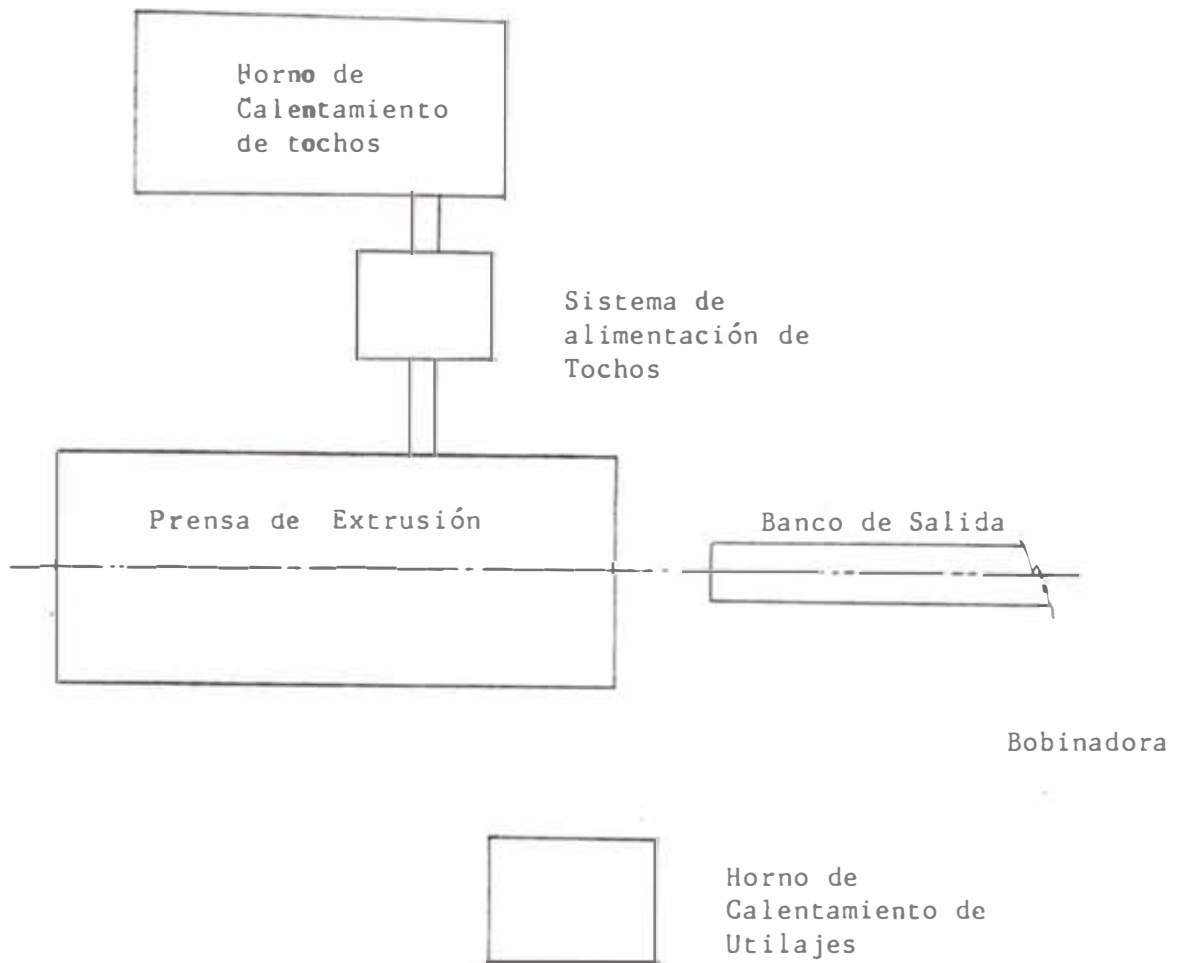 Horno de
Calentamiento
de tochos
Sistema de
alimentación de
Tochos
Prensa de Extrusión
Banco de Salida
Bobinadora
Horno de
Calentamiento de
Utilajes